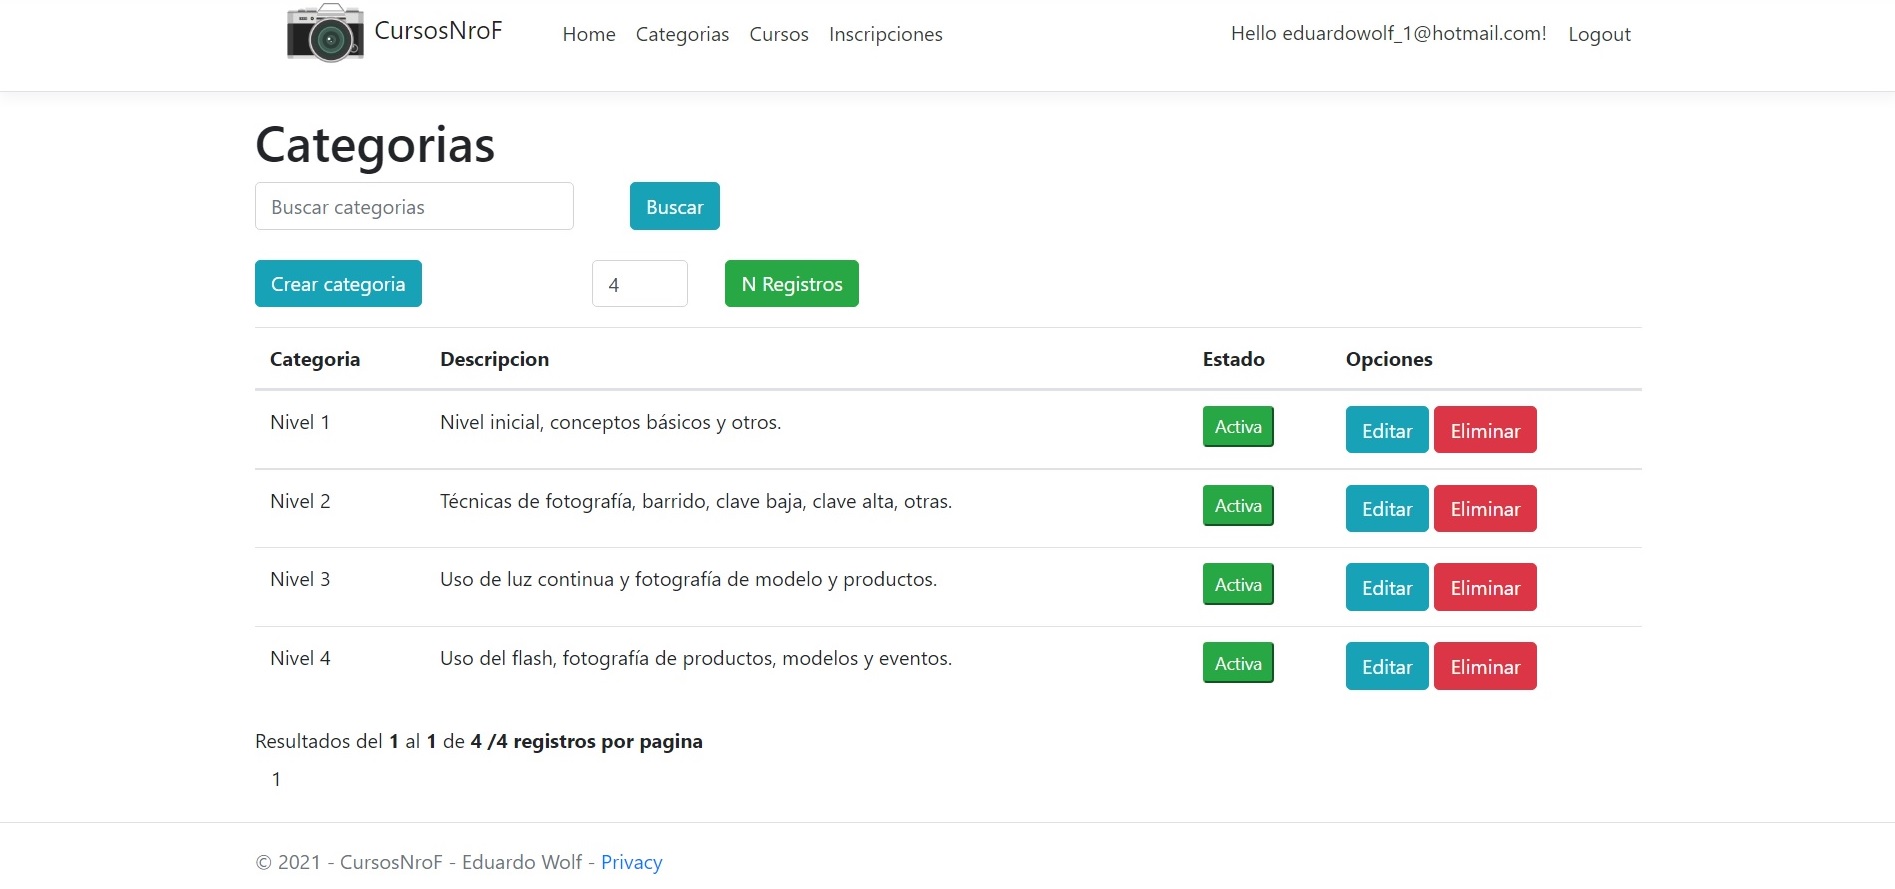 CursosNroF Home Categorias Cursos Inscripciones Hello eduardowolf_1@hotmail.com! Logout
Categorias
Buscar categorias Buscar
Crear categoria 4 N Registros
Categoria Descripcion Estado Opciones
Nivel 1 Nivel inicial, conceptos básicos y otros. Activa Editar Eliminar
Nivel 2 Técnicas de fotografía, barrido, clave baja, clave alta, otras. Activa Editar Eliminar
Nivel 3 Uso de luz continua y fotografía de modelo y productos. Activa Editar Eliminar
Nivel 4 Uso del flash, fotografía de productos, modelos y eventos. Activa Editar Eliminar
Resultados del 1 al 1 de 4 /4 registros por pagina
1
© 2021 - CursosNroF - Eduardo Wolf - Privacy